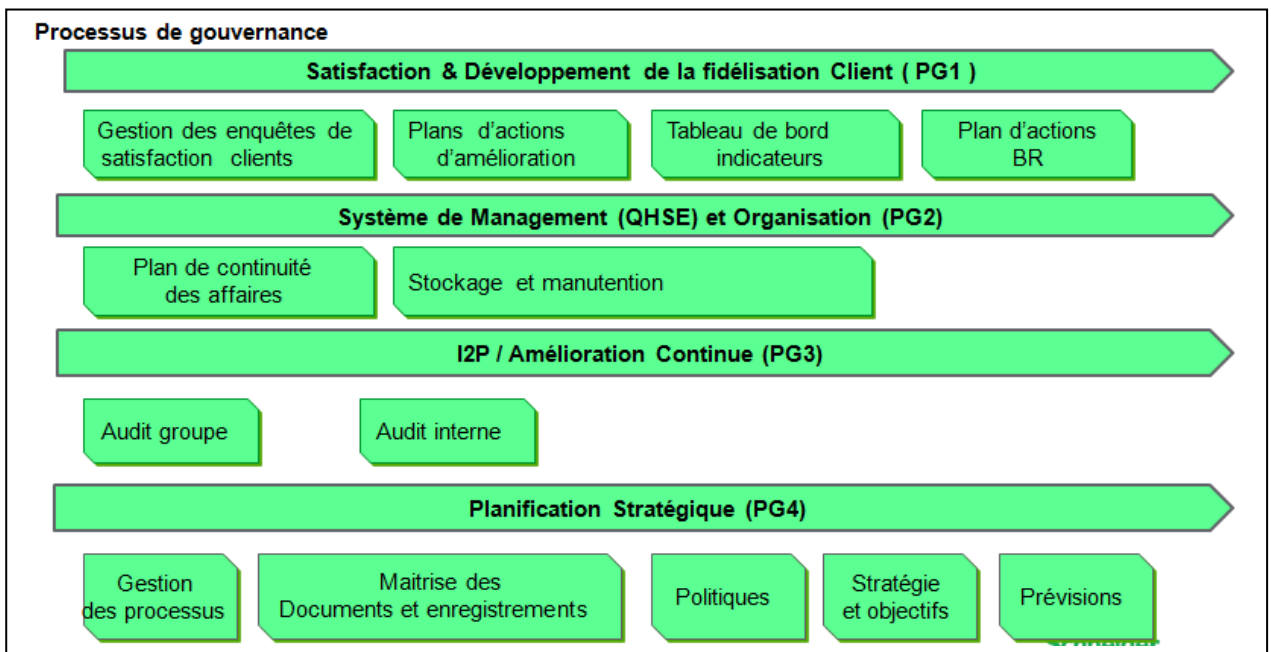 Processus de gouvernance
Satisfaction & Développement de la fidélisation Client ( PG1 )
Gestion des enquêtes de
satisfaction clients
Plans d'actions
d'amélioration
Tableau de bord
indicateurs
Plan d'actions
BR
Système de Management (QHSE) et Organisation (PG2)
Plan de continuité
des affaires
Stockage et manutention
I2P / Amélioration Continue (PG3)
Audit groupe
Audit interne
Planification Stratégique (PG4)
Gestion
des processus
Maitrise des
Documents et enregistrements
Politiques
Stratégie
et objectifs
Prévisions